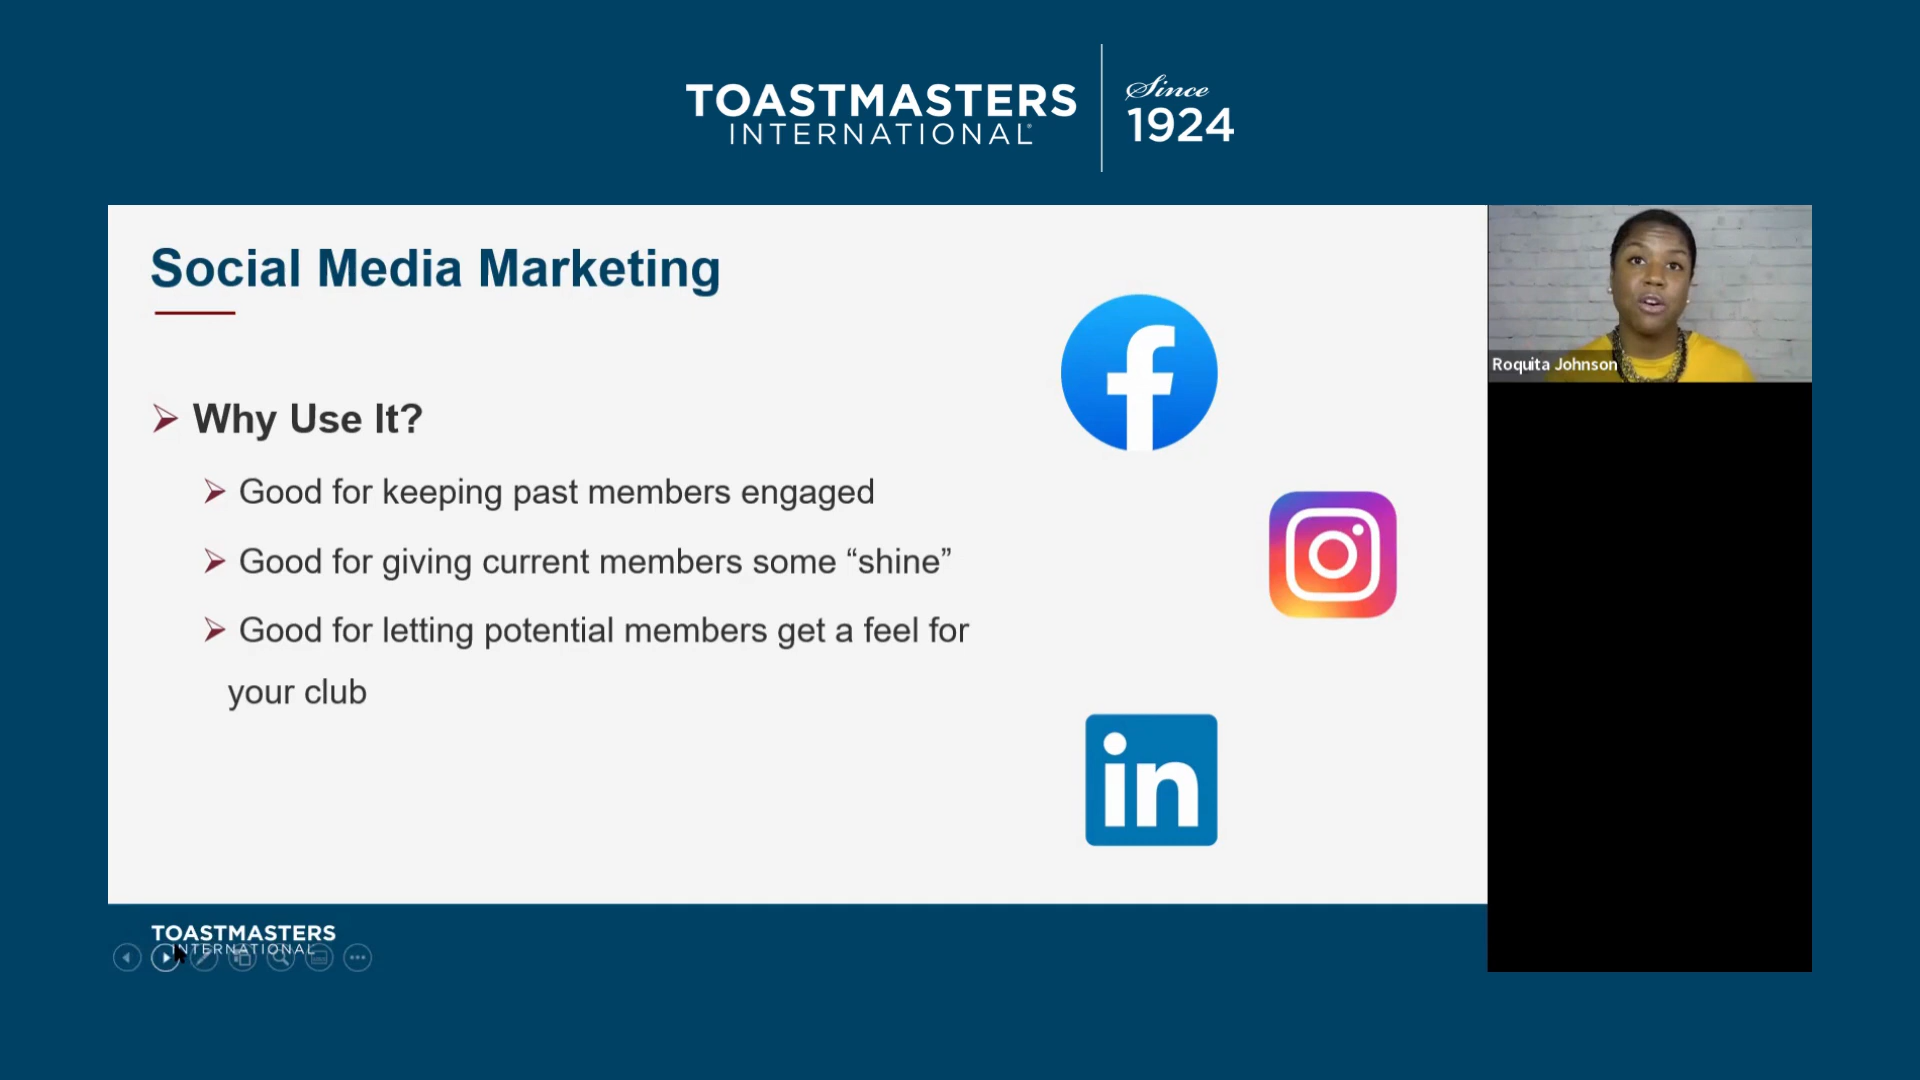 TOASTMASTERS
INTERNATIONAL
Since
1924
Social Media Marketing
Why Use It?
Good for keeping past members engaged
Good for giving current members some “shine”
Good for letting potential members get a feel for
your club
in
Roquita Johnson
TOASTMASTERS
INTERNATIONAL